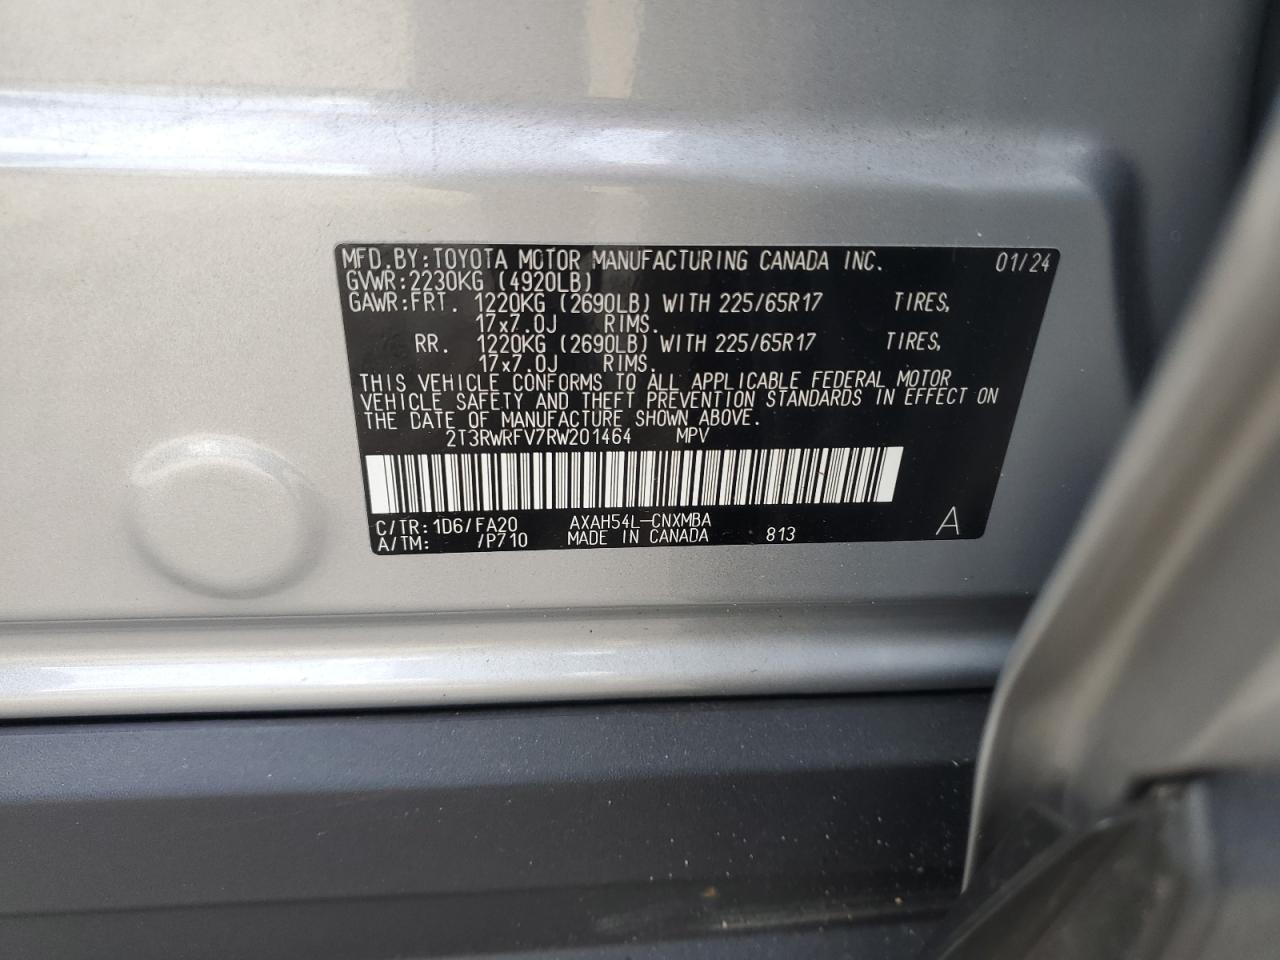 MFD.BY:TOYOTA MOTOR MANUFACTURING CANADA INC. 01/24
GVWR:2230KG (4920LB)
GAWR:FRT. 1220KG (2690LB) WITH 225/65R17 TIRES,
17x7.0J RIMS.
RR. 1220KG (2690LB) WITH 225/65R17 TIRES,
17x7.0J RIMS.
THIS VEHICLE CONFORMS TO ALL APPLICABLE FEDERAL MOTOR
VEHICLE SAFETY AND THEFT PREVENTION STANDARDS IN EFFECT ON
THE DATE OF MANUFACTURE SHOWN ABOVE.
2T3RWRFV7RW201464 MPV
C/TR:1D6/FA20 AXAH54L-CNXMBA
A/TM: /P710 MADE IN CANADA 813 A